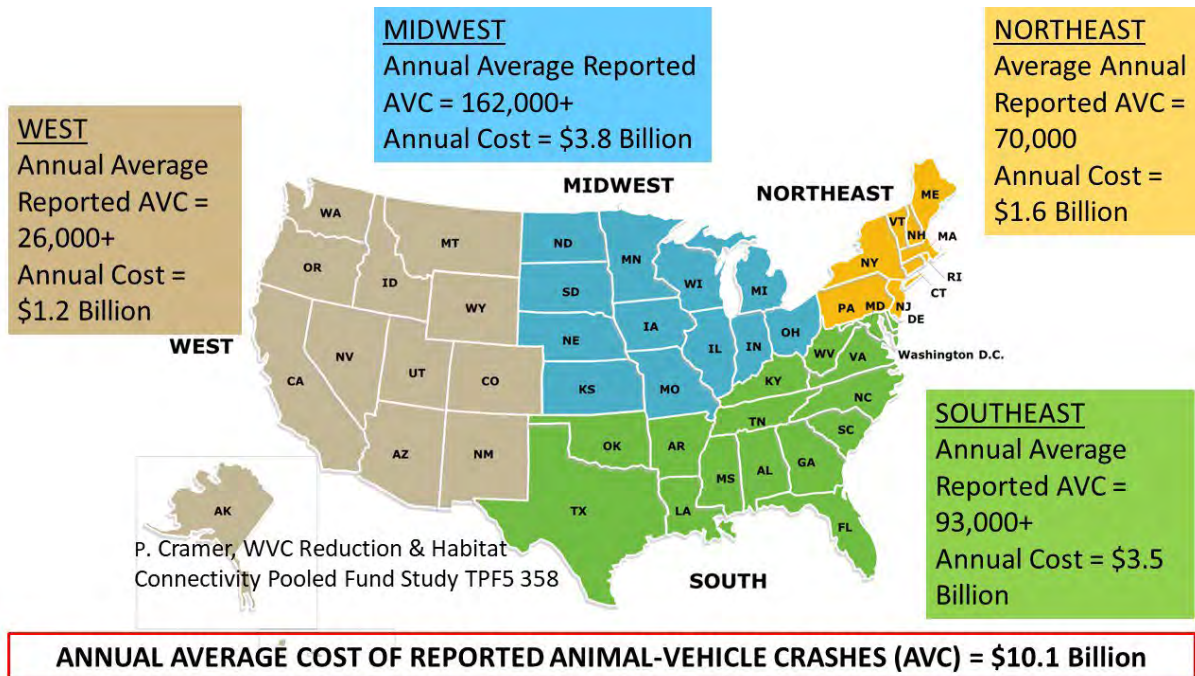 MIDWEST
Annual Average Reported
AVC = 162,000+
Annual Cost = $3.8 Billion
NORTHEAST
Average Annual
Reported AVC =
70,000
Annual Cost =
$1.6 Billion
WEST
Annual Average
Reported AVC =
26,000+
Annual Cost =
$1.2 Billion
MIDWEST
NORTHEAST
WEST
SOUTH
WA
OR
ID
MT
WY
NV
UT
CO
CA
AZ
NM
AK
ND
SD
NE
KS
MN
IA
MO
WI
IL
MI
IN
OH
ME
VT
NH
MA
NY
RI
CT
PA
MD
NJ
DE
Washington D.C.
WV
VA
KY
NC
TN
SC
OK
AR
MS
AL
GA
TX
LA
FL
SOUTHEAST
Annual Average
Reported AVC =
93,000+
Annual Cost = $3.5
Billion
P. Cramer, WVC Reduction & Habitat
Connectivity Pooled Fund Study TPF5 358
ANNUAL AVERAGE COST OF REPORTED ANIMAL-VEHICLE CRASHES (AVC) = $10.1 Billion